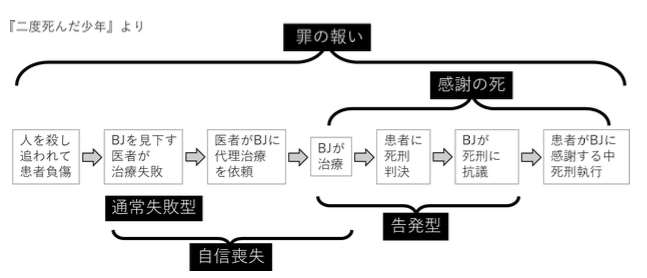 『二度死んだ少年』より
罪の報い
感謝の死
人を殺し
追われて
患者負傷
BJを見下す
医者が
治療失敗
医者がBJに
代理治療
を依頼
BJが
治療
患者に
死刑
判決
BJが
死刑に
抗議
患者がBJに
感謝する中
死刑執行
通常失敗型
告発型
自信喪失